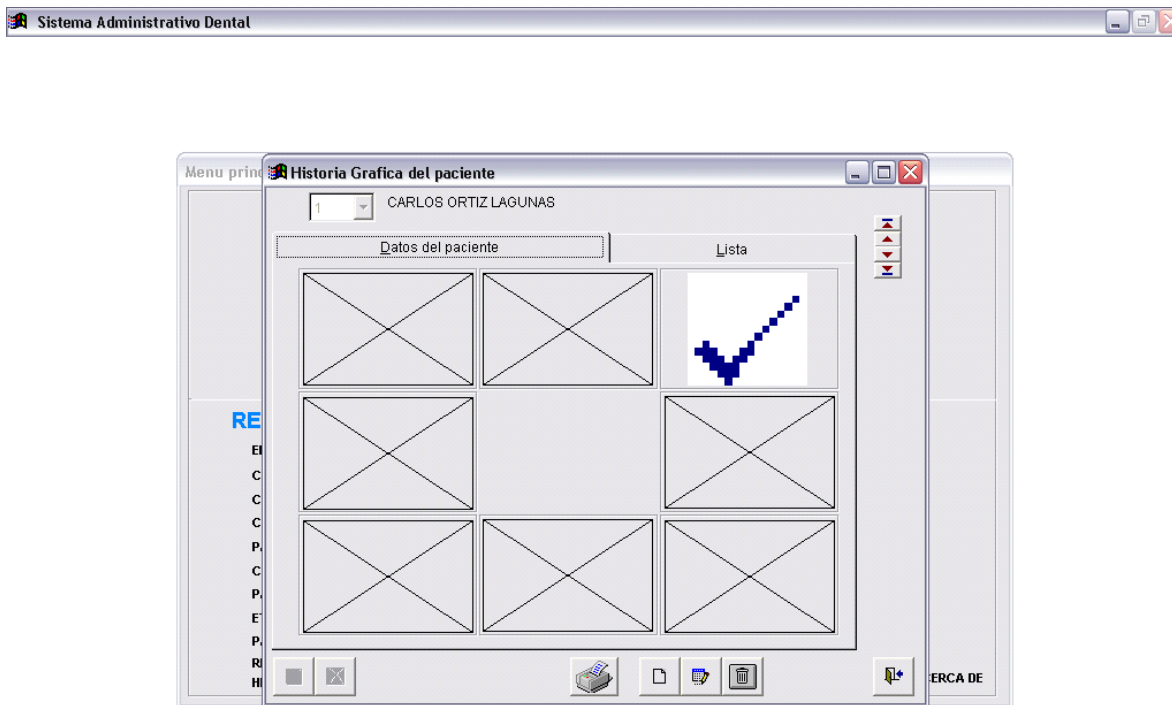 Sistema Administrativo Dental
Menu princ
Historia Grafica del paciente
1
CARLOS ORTIZ LAGUNAS
Datos del paciente
Lista
RE
C
C
C
P
C
P
E
P
R
H
ERCA DE